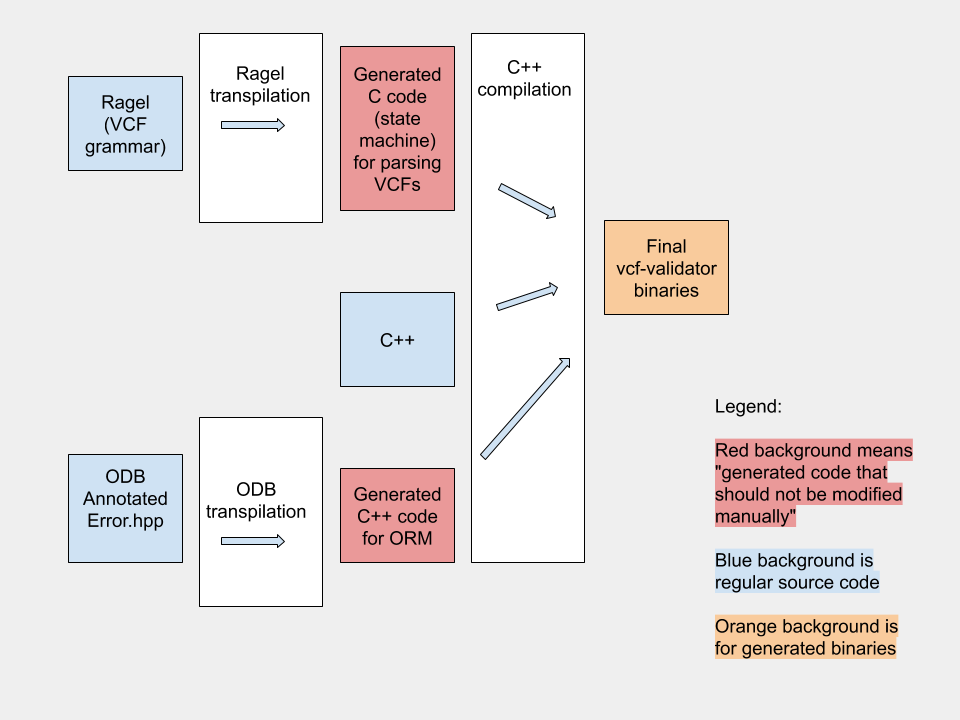 Ragel
(VCF
grammar)
Ragel
transpilation
Generated
C code
(state
machine)
for parsing
VCFs
C++
compilation
Final
vcf-validator
binaries
C++
ODB
Annotated
Error.hpp
ODB
transpilation
Generated
C++ code
for ORM
Legend:
Red background means
"generated code that
should not be modified
manually"
Blue background is
regular source code
Orange background is
for generated binaries